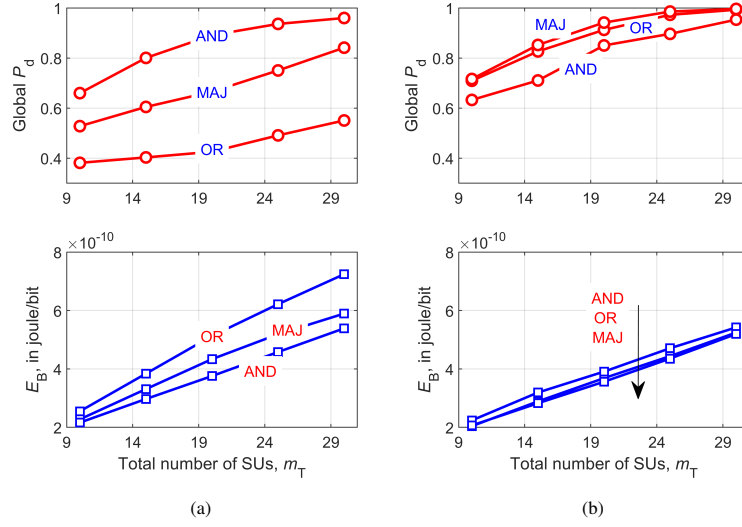 1
0.8
0.6
0.4
Global P_d
AND
MAJ
OR
9 14 19 24 29
1
0.8
0.6
0.4
Global P_d
MAJ
OR
AND
9 14 19 24 29
×10^-10
8
6
4
2
E_B, in joule/bit
OR
MAJ
AND
9 14 19 24 29
Total number of SUs, m_T
(a)
×10^-10
8
6
4
2
E_B, in joule/bit
AND
OR
MAJ
9 14 19 24 29
Total number of SUs, m_T
(b)